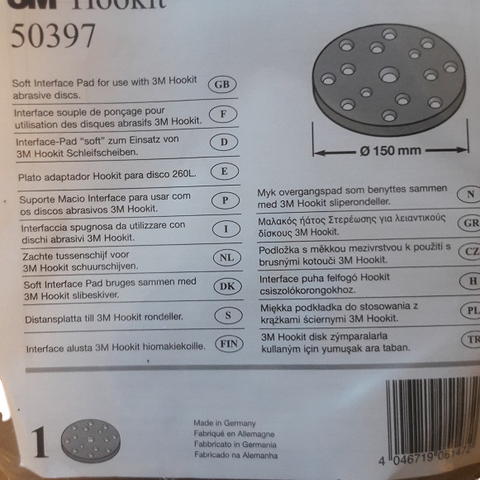 3M Hookit
50397
Soft Interface Pad for use with 3M Hookit
abrasive discs.
GB
Interface souple de ponçage pour
utilisation des disques abrasifs 3M Hookit.
F
Interface-Pad "soft" zum Einsatz von
3M Hookit Schleifscheiben.
D
Plato adaptador Hookit para disco 260L.
E
Suporte Macio Interface para usar com
os discos abrasivos 3M Hookit.
P
Interfaccia spugnosa da utilizzare con
dischi abrasivi 3M Hookit.
I
Zachte tussenschijf voor
3M Hookit schuurschijven.
NL
Soft Interface Pad bruges sammen med
3M Hookit slibeskiver.
DK
Distansplatta till 3M Hookit rondeller.
S
Interface alusta 3M Hookit hiomakiekoille.
FIN
Ø 150 mm
Myk overgangspad som benyttes sammen
med 3M Hookit sliperondeller.
N
Μαλακός πάτος Στερέωσης για λειαντικούς
δίσκους 3M Hookit.
GR
Podložka s měkkou mezivrstvou k použití s
brusnými kotouči 3M Hookit.
CZ
Interface puha felfogó Hookit
csiszolókorongokhoz.
H
Miękka podkładka do stosowania z
krążkami ściernymi 3M Hookit.
PL
3M Hookit disk zýmparalarla
kullaným için yumuşak ara taban.
TR
1
Made in Germany
Fabriqué en Allemagne
Fabbricato in Germania
Fabricado na Alemanha
4 046719 061472